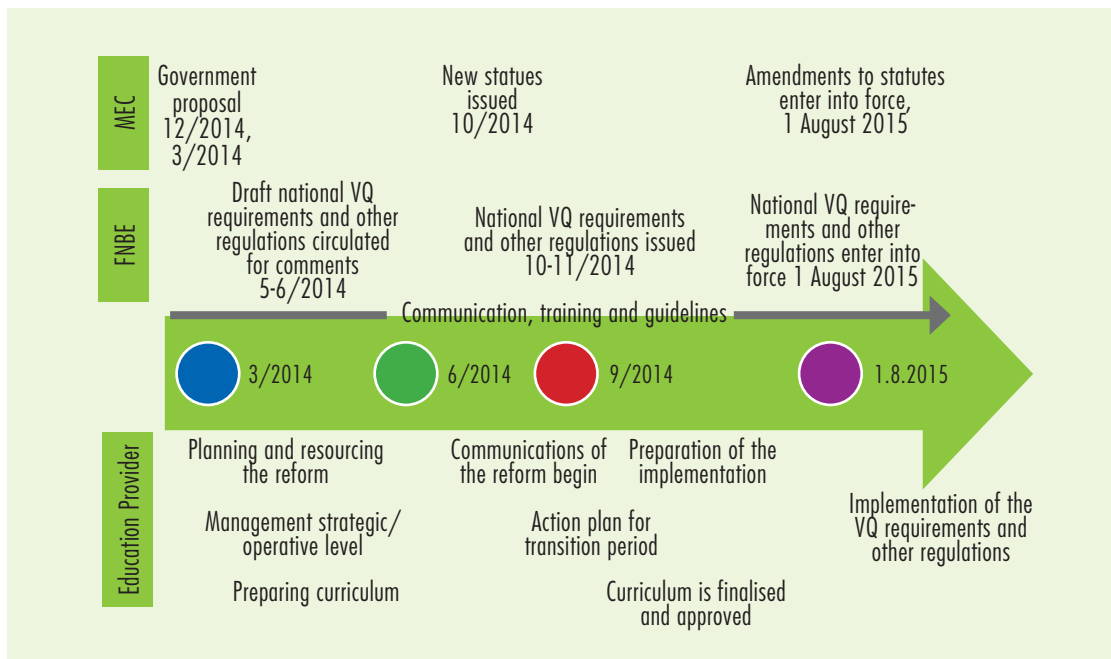 MEC
Government
proposal
12/2014,
3/2014
New statues
issued
10/2014
Amendments to statutes
enter into force,
1 August 2015
FNBE
Draft national VQ
requirements and other
regulations circulated
for comments
5-6/2014
National VQ requirements
and other regulations issued
10-11/2014
National VQ require-
ments and other
regulations enter into
force 1 August 2015
Communication, training and guidelines
3/2014
6/2014
9/2014
1.8.2015
Education Provider
Planning and resourcing
the reform
Communications of
the reform begin
Preparation of the
implementation
Management strategic/
operative level
Action plan for
transition period
Implementation of the
VQ requirements and
other regulations
Preparing curriculum
Curriculum is finalised
and approved